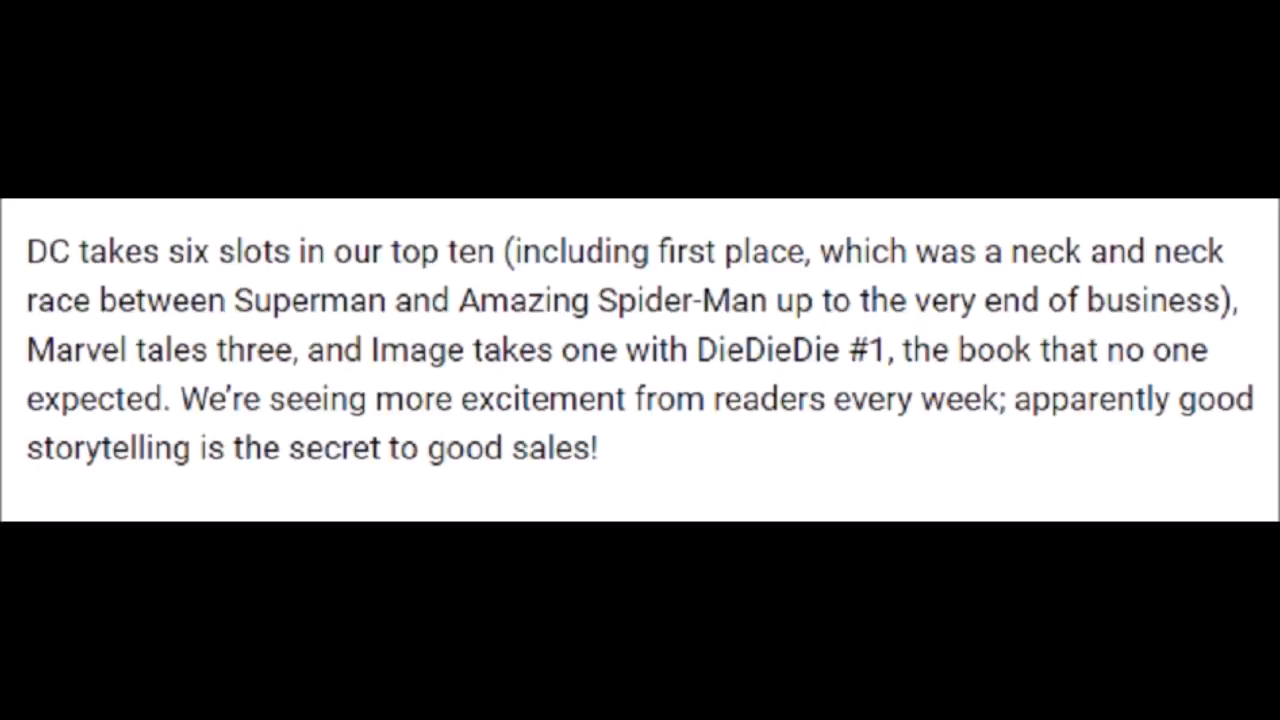 DC takes six slots in our top ten (including first place, which was a neck and neck
race between Superman and Amazing Spider-Man up to the very end of business),
Marvel tales three, and Image takes one with DieDieDie #1, the book that no one
expected. We’re seeing more excitement from readers every week; apparently good
storytelling is the secret to good sales!